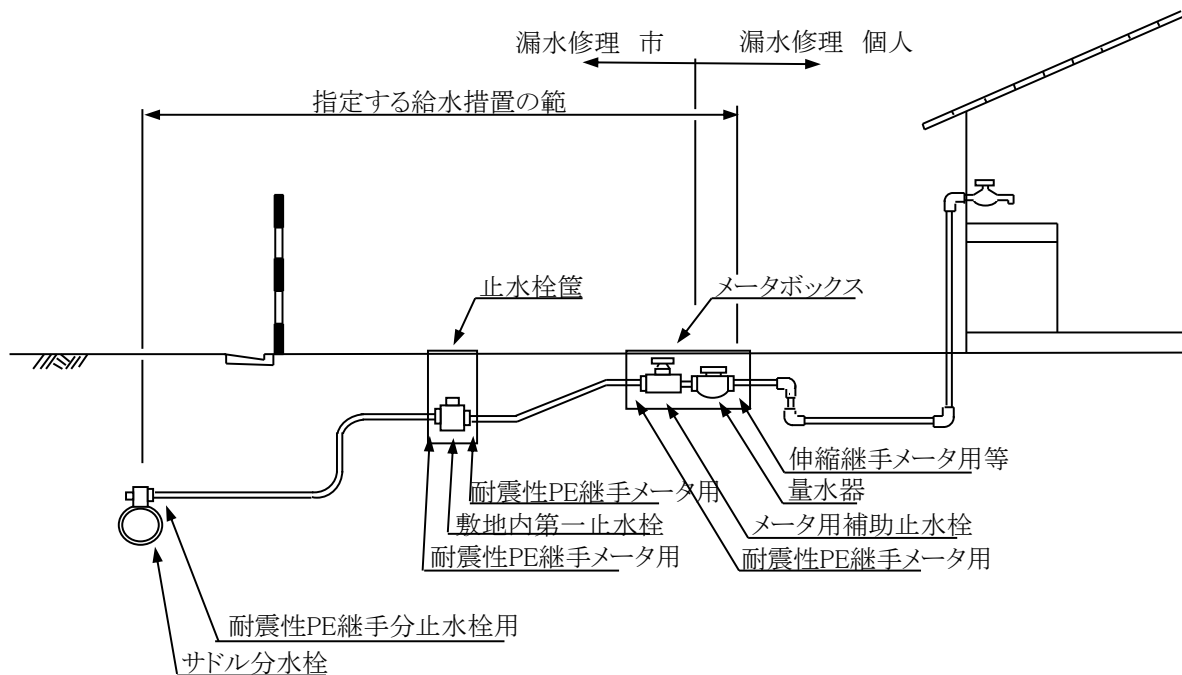 漏水修理 市
漏水修理 個人
指定する給水措置の範
止水栓筺
メータボックス
伸縮継手メータ用等
耐震性PE継手メータ用
量水器
敷地内第一止水栓
メータ用補助止水栓
耐震性PE継手メータ用
耐震性PE継手メータ用
耐震性PE継手分止水栓用
サドル分水栓